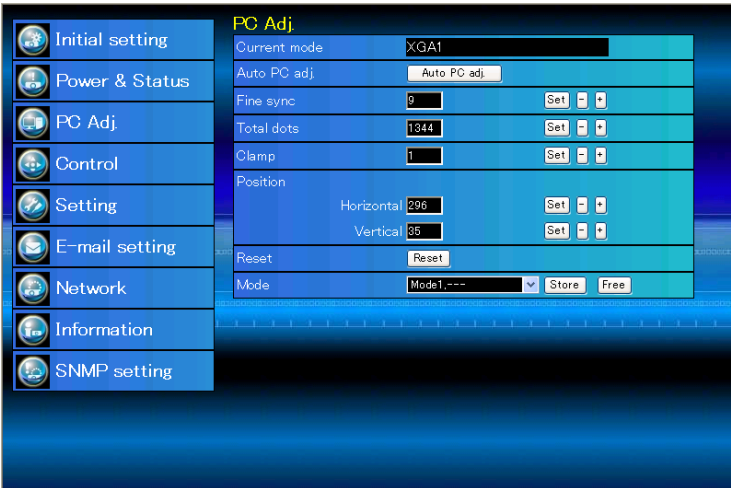 Initial setting
Power & Status
PC Adj.
Control
Setting
E-mail setting
Network
Information
SNMP setting
PC Adj.
Current mode XGA1
Auto PC adj. Auto PC adj.
Fine sync 9 Set - +
Total dots 1344 Set - +
Clamp 1 Set - +
Position
Horizontal 296 Set - +
Vertical 35 Set - +
Reset Reset
Mode Mode1,--- Store Free